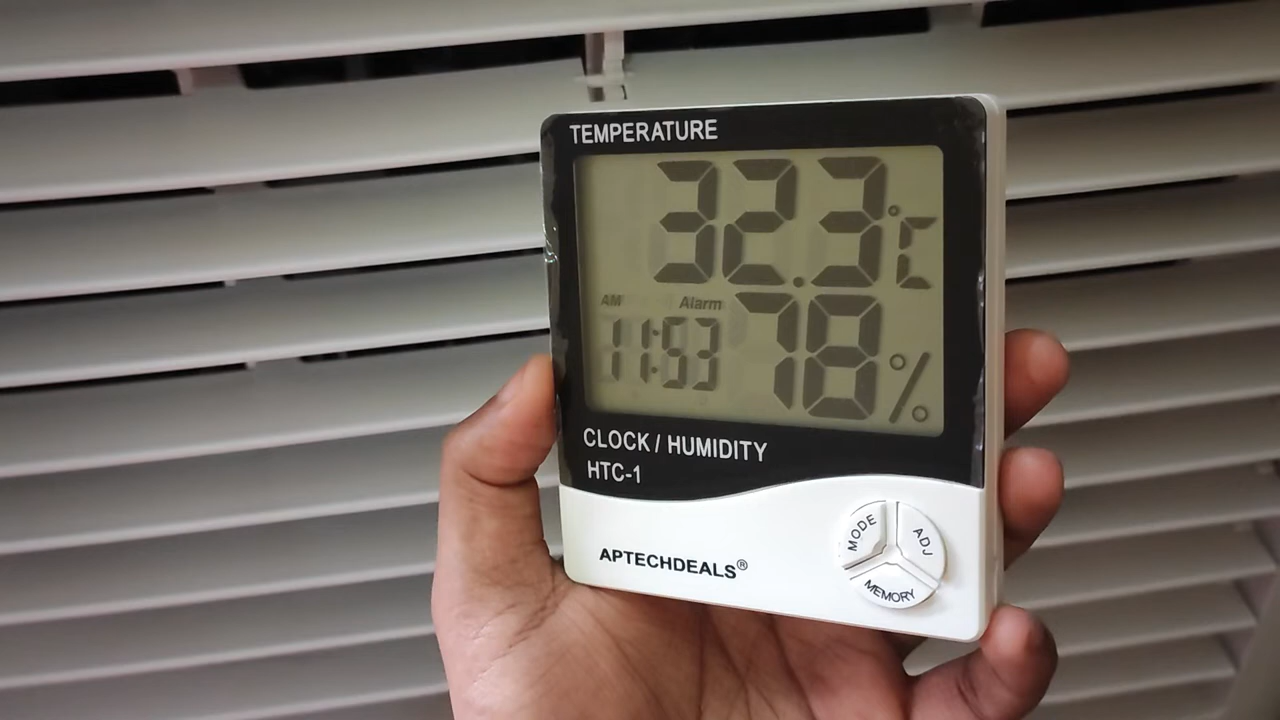 TEMPERATURE
32.3°C
AM Alarm
11:53 78%
CLOCK / HUMIDITY
HTC-1
APTECHDEALS®
MODE ADJ
MEMORY